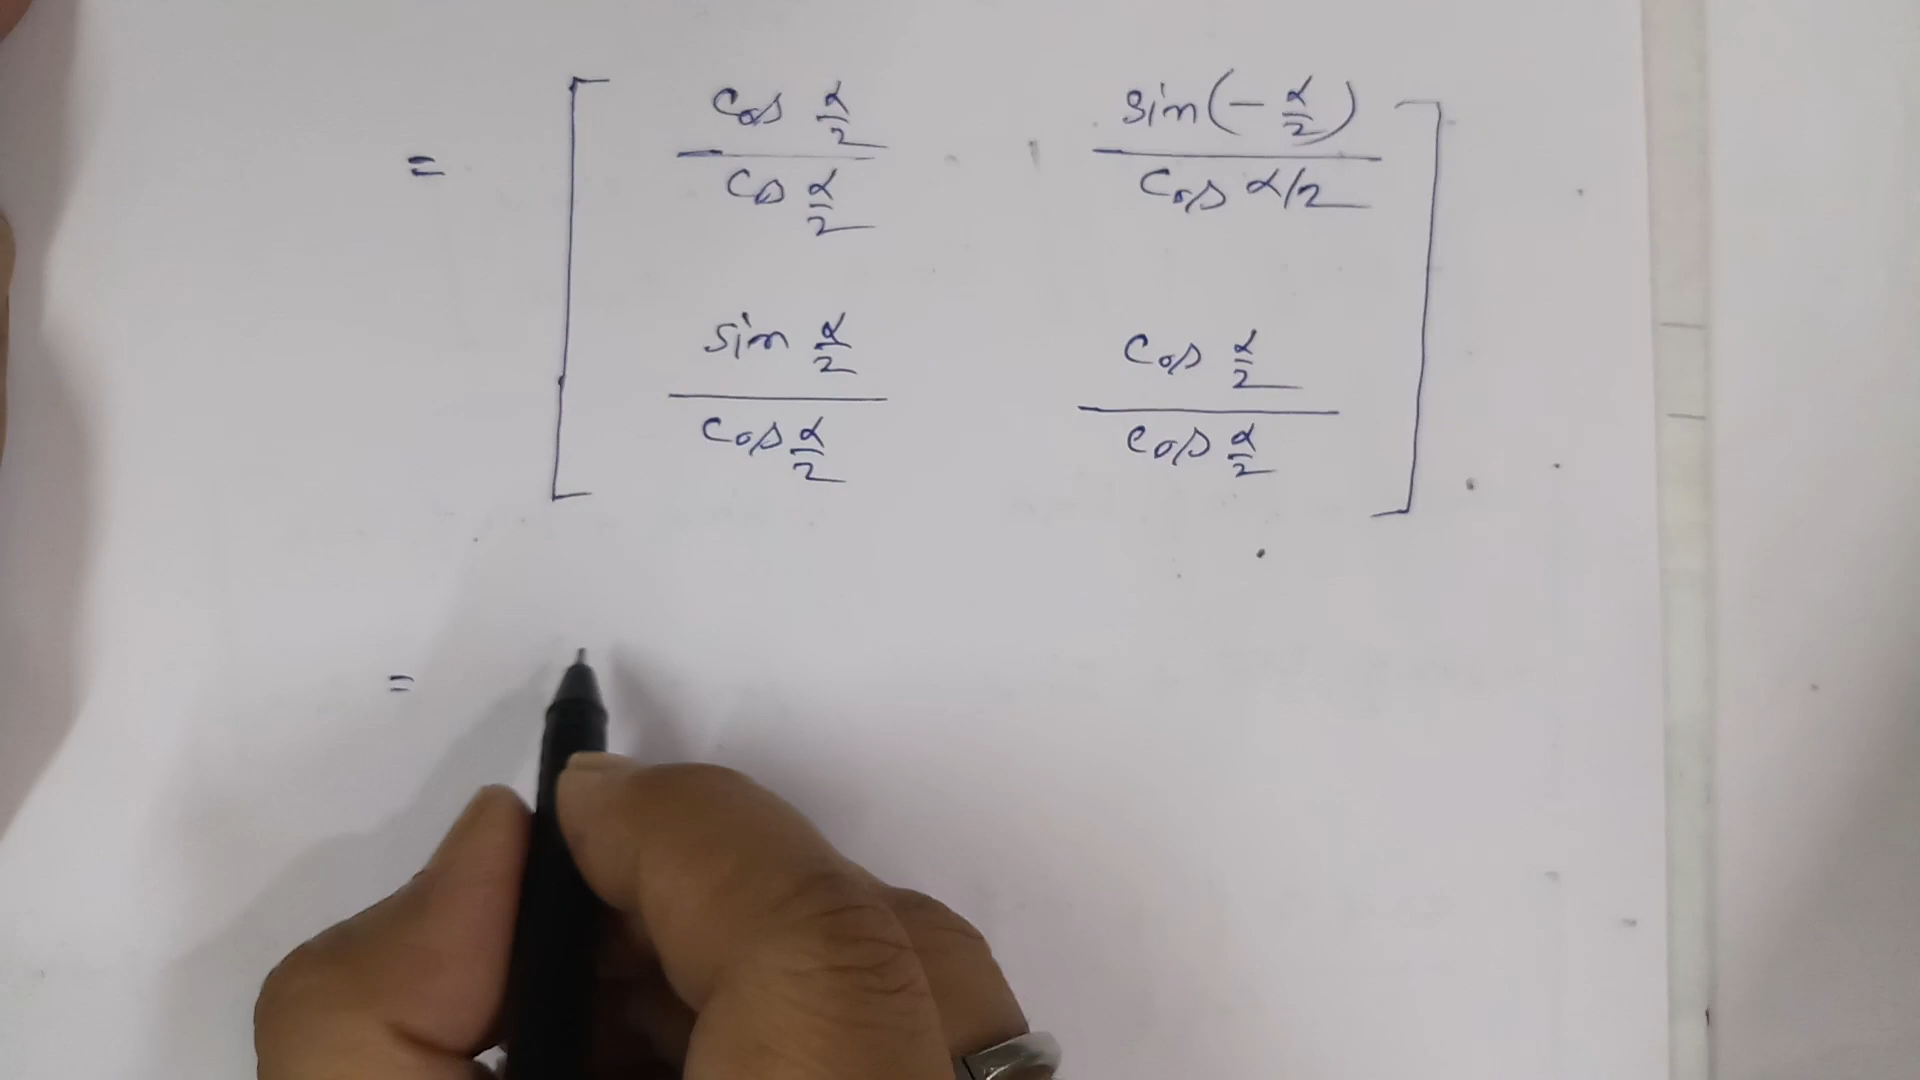 = [ cos α/2 / cos α/2 sin(-α/2) / cos α/2
sin α/2 / cos α/2 cos α/2 / cos α/2 ]
=